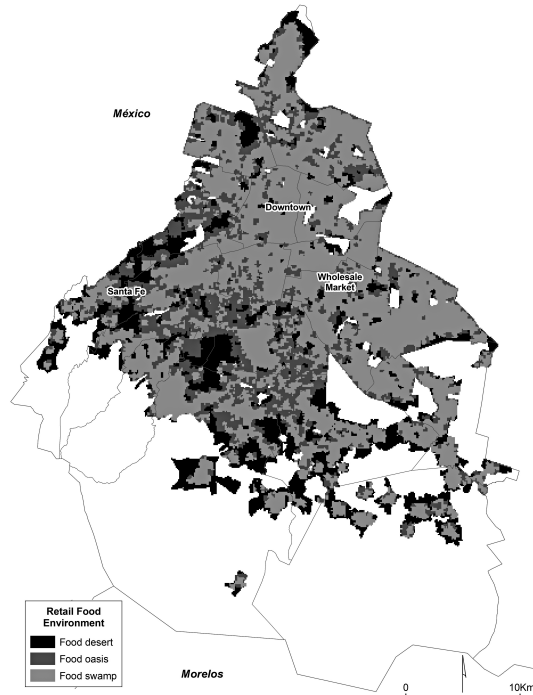 México
Downtown
Wholesale
Market
Santa Fe
Retail Food
Environment
Food desert
Food oasis
Food swamp
Morelos
0 10Km